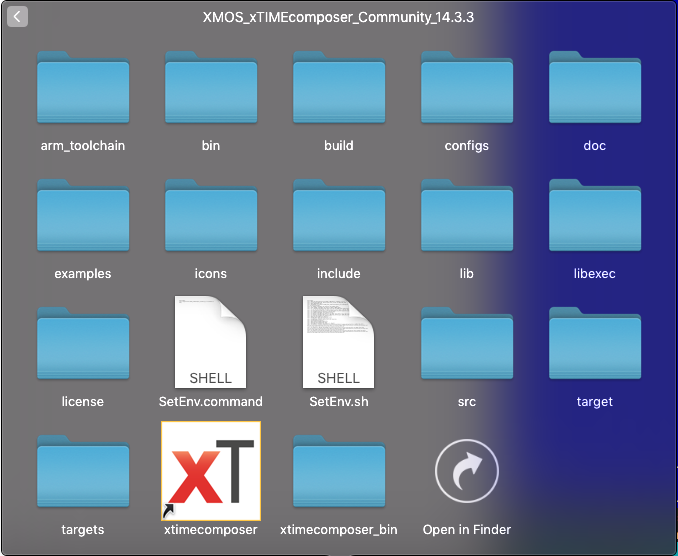 XMOS_xTIMEcomposer_Community_14.3.3
arm_toolchain
bin
build
configs
doc
examples
icons
include
lib
libexec
license
SHELL
SetEnv.command
SHELL
SetEnv.sh
src
target
targets
xT
xtimecomposer
xtimecomposer_bin
Open in Finder